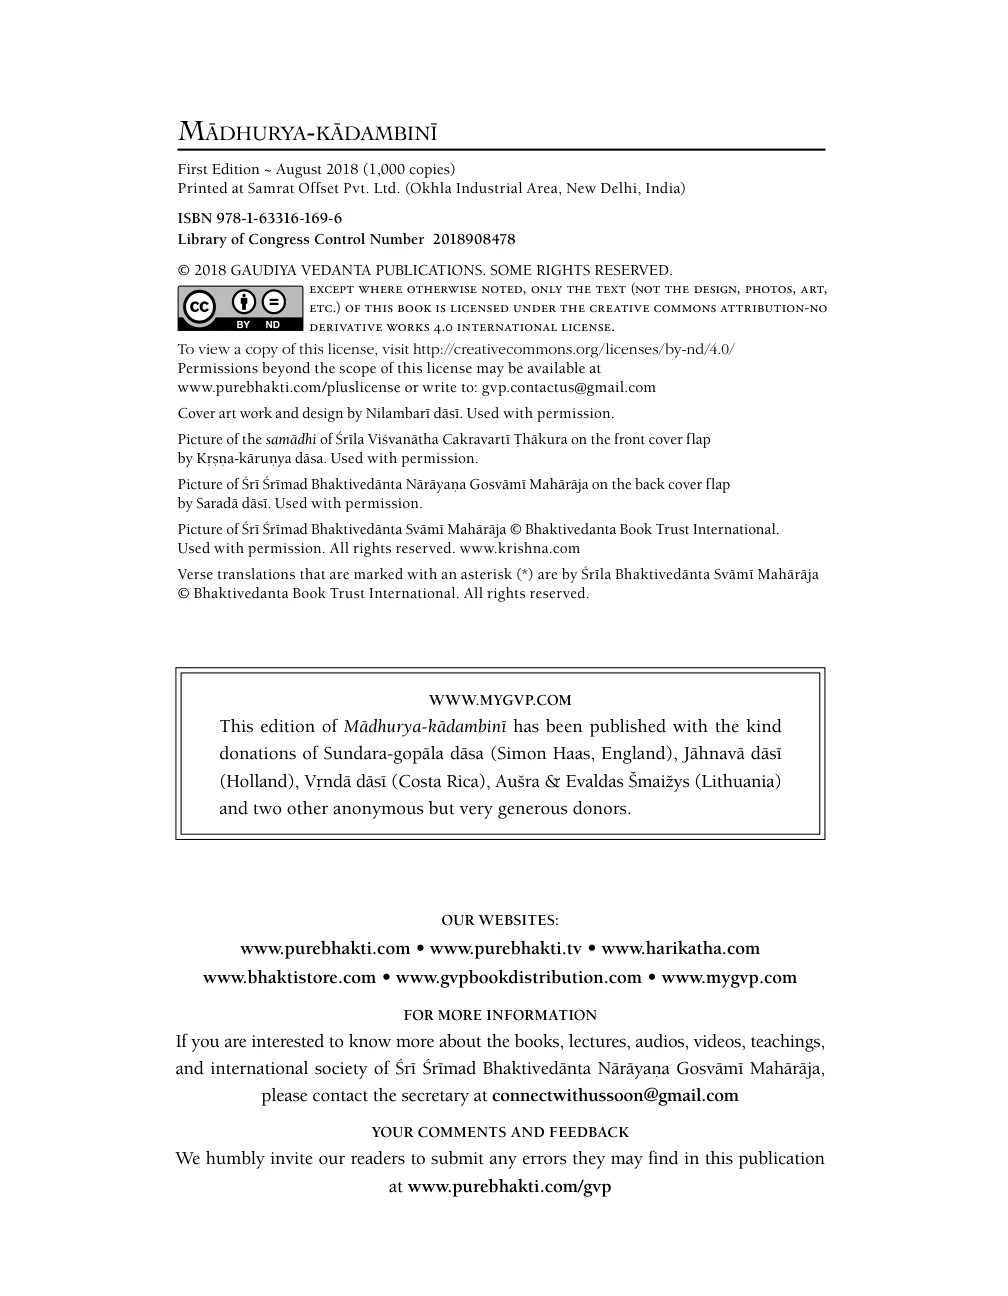 Mādhurya-kādambinī
First Edition ~ August 2018 (1,000 copies)
Printed at Samrat Offset Pvt. Ltd. (Okhla Industrial Area, New Delhi, India)
ISBN 978-1-63316-169-6
Library of Congress Control Number 2018908478
© 2018 GAUDIYA VEDANTA PUBLICATIONS. SOME RIGHTS RESERVED.
EXCEPT WHERE OTHERWISE NOTED, ONLY THE TEXT (NOT THE DESIGN, PHOTOS, ART,
ETC.) OF THIS BOOK IS LICENSED UNDER THE CREATIVE COMMONS ATTRIBUTION-NO
DERIVATIVE WORKS 4.0 INTERNATIONAL LICENSE.
cc BY ND
To view a copy of this license, visit http://creativecommons.org/licenses/by-nd/4.0/
Permissions beyond the scope of this license may be available at
www.purebhakti.com/pluslicense or write to: gvp.contactus@gmail.com
Cover art work and design by Nilambarī dāsī. Used with permission.
Picture of the samādhi of Śrīla Viśvanātha Cakravartī Ṭhākura on the front cover flap
by Kṛṣṇa-kāruṇya dāsa. Used with permission.
Picture of Śrī Śrīmad Bhaktivedānta Nārāyaṇa Gosvāmī Mahārāja on the back cover flap
by Saradā dāsī. Used with permission.
Picture of Śrī Śrīmad Bhaktivedānta Svāmī Mahārāja © Bhaktivedanta Book Trust International.
Used with permission. All rights reserved. www.krishna.com
Verse translations that are marked with an asterisk (*) are by Śrīla Bhaktivedānta Svāmī Mahārāja
© Bhaktivedanta Book Trust International. All rights reserved.
WWW.MYGVP.COM
This edition of Mādhurya-kādambinī has been published with the kind
donations of Sundara-gopāla dāsa (Simon Haas, England), Jāhnavā dāsī
(Holland), Vṛndā dāsī (Costa Rica), Aušra & Evaldas Šmaižys (Lithuania)
and two other anonymous but very generous donors.
OUR WEBSITES:
www.purebhakti.com • www.purebhakti.tv • www.harikatha.com
www.bhaktistore.com • www.gvpbookdistribution.com • www.mygvp.com
FOR MORE INFORMATION
If you are interested to know more about the books, lectures, audios, videos, teachings,
and international society of Śrī Śrīmad Bhaktivedānta Nārāyaṇa Gosvāmī Mahārāja,
please contact the secretary at connectwithussoon@gmail.com
YOUR COMMENTS AND FEEDBACK
We humbly invite our readers to submit any errors they may find in this publication
at www.purebhakti.com/gvp